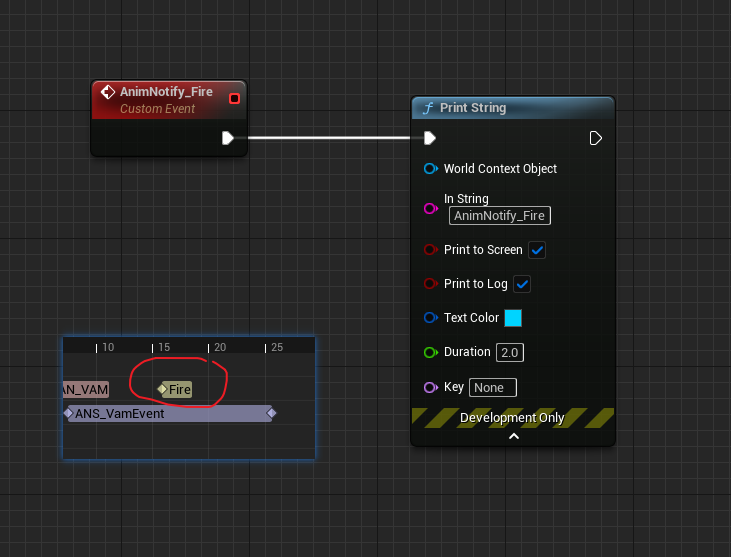 AnimNotify_Fire
Custom Event
f Print String
World Context Object
In String
AnimNotify_Fire
Print to Screen
Print to Log
Text Color
Duration 2.0
Key None
Development Only
10 15 20 25
AN_VAM Fire
ANS_VamEvent